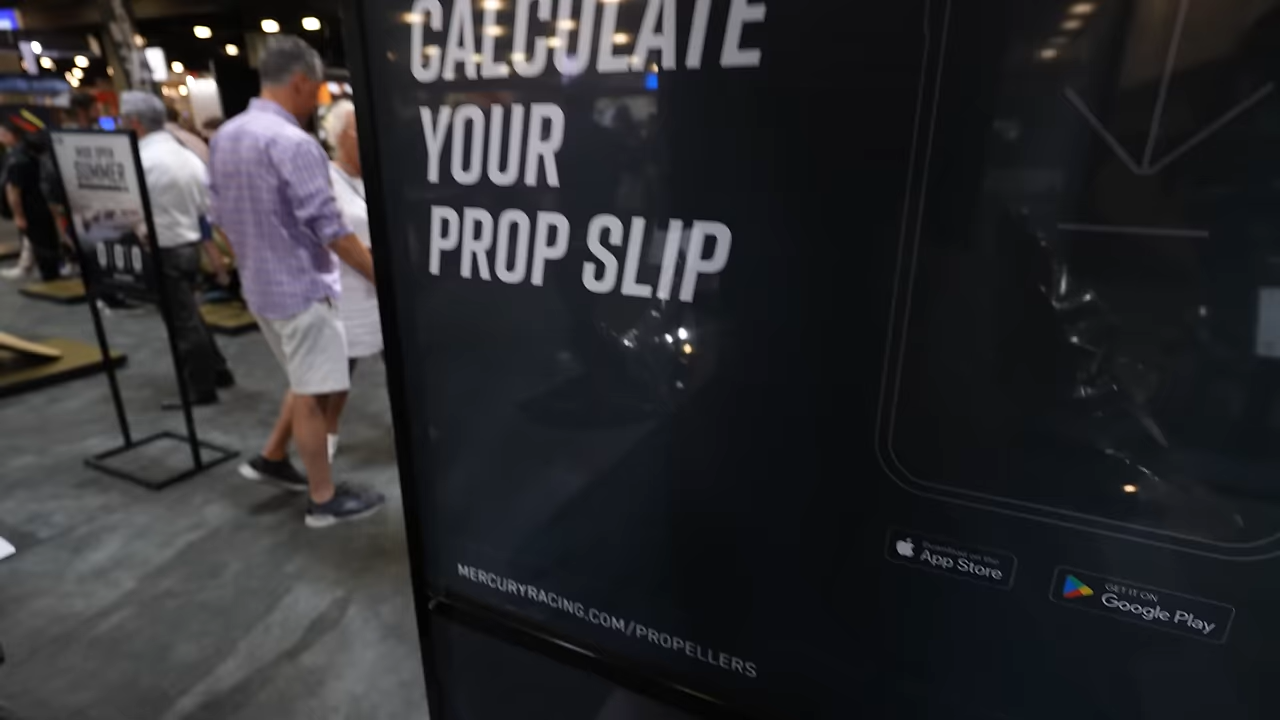 CALCULATE
YOUR
PROP SLIP
MERCURYRACING.COM/PROPELLERS
Download on the
App Store
GET IT ON
Google Play
SUMMER